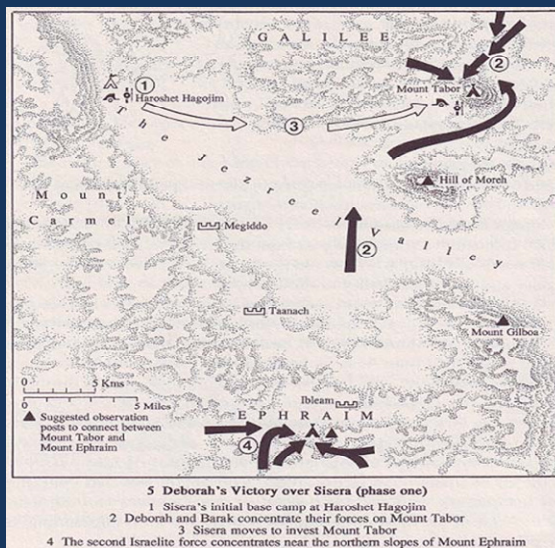 GALILEE
1
2
Mount Tabor
Haroshet Hagojim
3
The Jezreel Valley
Hill of Moreh
Mount
Carmel
Megiddo
2
Taanach
Mount Gilboa
0 5 Kms
0 5 Miles
Ibleam
▲ Suggested observation
posts to connect between
Mount Tabor and
Mount Ephraim
EPHRAIM
4
5 Deborah's Victory over Sisera (phase one)
1 Sisera's initial base camp at Haroshet Hagojim
2 Deborah and Barak concentrate their forces on Mount Tabor
3 Sisera moves to invest Mount Tabor
4 The second Israelite force concentrates near the northern slopes of Mount Ephraim